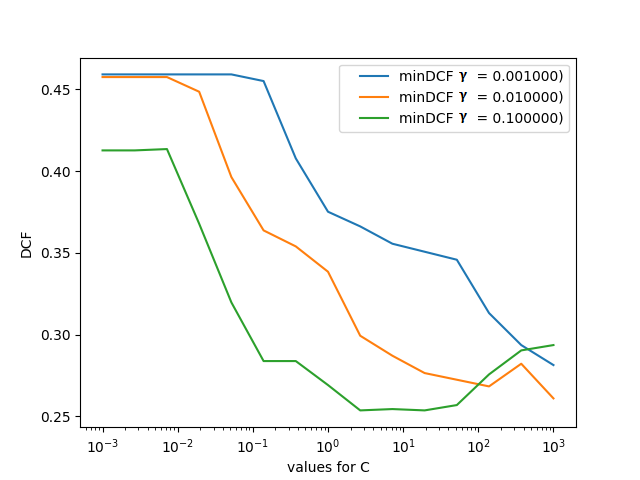 minDCF γ = 0.001000)
minDCF γ = 0.010000)
minDCF γ = 0.100000)
0.45
0.40
0.35
0.30
0.25
DCF
10⁻³ 10⁻² 10⁻¹ 10⁰ 10¹ 10² 10³
values for C